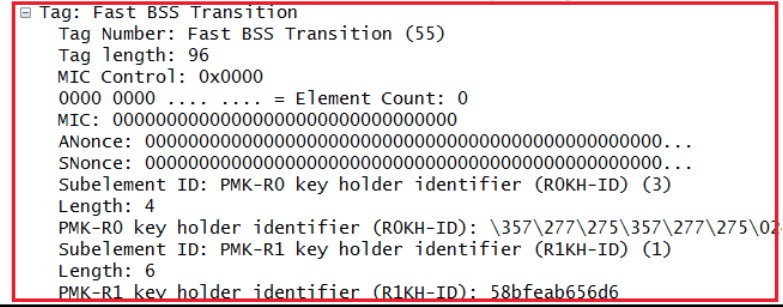 Tag: Fast BSS Transition
Tag Number: Fast BSS Transition (55)
Tag length: 96
MIC Control: 0x0000
0000 0000 .... .... = Element Count: 0
MIC: 00000000000000000000000000000000
ANonce: 00000000000000000000000000000000000000000000000000...
SNonce: 00000000000000000000000000000000000000000000000000...
Subelement ID: PMK-R0 key holder identifier (R0KH-ID) (3)
Length: 4
PMK-R0 key holder identifier (R0KH-ID): \357\277\275\357\277\275\02
Subelement ID: PMK-R1 key holder identifier (R1KH-ID) (1)
Length: 6
PMK-R1 key holder identifier (R1KH-ID): 58bfeab656d6